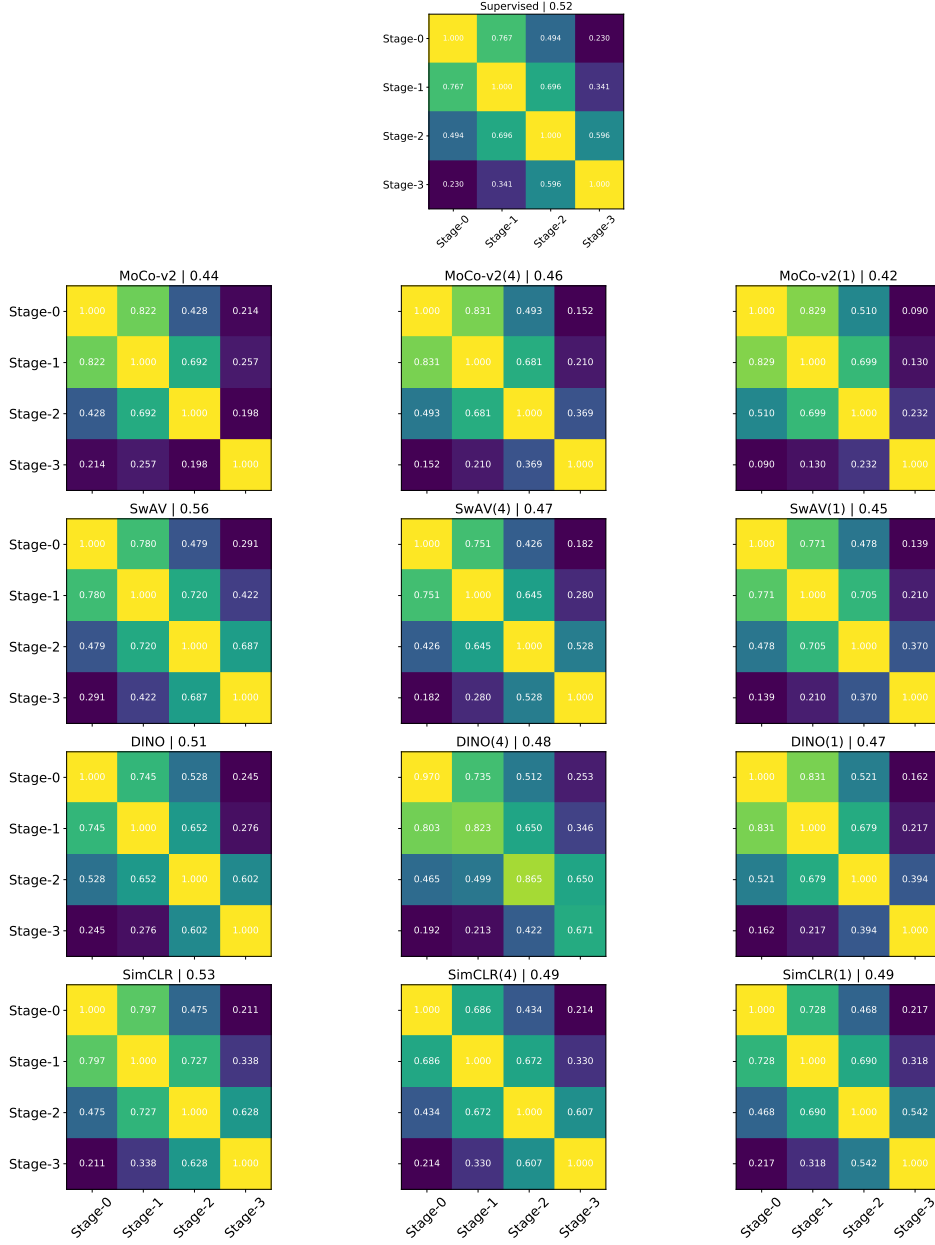 Supervised | 0.52
Stage-0 1.000 0.767 0.494 0.230
Stage-1 0.767 1.000 0.696 0.341
Stage-2 0.494 0.696 1.000 0.596
Stage-3 0.230 0.341 0.596 1.000
Stage-0 Stage-1 Stage-2 Stage-3
MoCo-v2 | 0.44 MoCo-v2(4) | 0.46 MoCo-v2(1) | 0.42
Stage-0 1.000 0.822 0.428 0.214 1.000 0.831 0.493 0.152 1.000 0.829 0.510 0.090
Stage-1 0.822 1.000 0.692 0.257 0.831 1.000 0.681 0.210 0.829 1.000 0.699 0.130
Stage-2 0.428 0.692 1.000 0.198 0.493 0.681 1.000 0.369 0.510 0.699 1.000 0.232
Stage-3 0.214 0.257 0.198 1.000 0.152 0.210 0.369 1.000 0.090 0.130 0.232 1.000
SwAV | 0.56 SwAV(4) | 0.47 SwAV(1) | 0.45
Stage-0 1.000 0.780 0.479 0.291 1.000 0.751 0.426 0.182 1.000 0.771 0.478 0.139
Stage-1 0.780 1.000 0.720 0.422 0.751 1.000 0.645 0.280 0.771 1.000 0.705 0.210
Stage-2 0.479 0.720 1.000 0.687 0.426 0.645 1.000 0.528 0.478 0.705 1.000 0.370
Stage-3 0.291 0.422 0.687 1.000 0.182 0.280 0.528 1.000 0.139 0.210 0.370 1.000
DINO | 0.51 DINO(4) | 0.48 DINO(1) | 0.47
Stage-0 1.000 0.745 0.528 0.245 0.970 0.735 0.512 0.253 1.000 0.831 0.521 0.162
Stage-1 0.745 1.000 0.652 0.276 0.803 0.823 0.650 0.346 0.831 1.000 0.679 0.217
Stage-2 0.528 0.652 1.000 0.602 0.465 0.499 0.865 0.650 0.521 0.679 1.000 0.394
Stage-3 0.245 0.276 0.602 1.000 0.192 0.213 0.422 0.671 0.162 0.217 0.394 1.000
SimCLR | 0.53 SimCLR(4) | 0.49 SimCLR(1) | 0.49
Stage-0 1.000 0.797 0.475 0.211 1.000 0.686 0.434 0.214 1.000 0.728 0.468 0.217
Stage-1 0.797 1.000 0.727 0.338 0.686 1.000 0.672 0.330 0.728 1.000 0.690 0.318
Stage-2 0.475 0.727 1.000 0.628 0.434 0.672 1.000 0.607 0.468 0.690 1.000 0.542
Stage-3 0.211 0.338 0.628 1.000 0.214 0.330 0.607 1.000 0.217 0.318 0.542 1.000
Stage-0 Stage-1 Stage-2 Stage-3 Stage-0 Stage-1 Stage-2 Stage-3 Stage-0 Stage-1 Stage-2 Stage-3